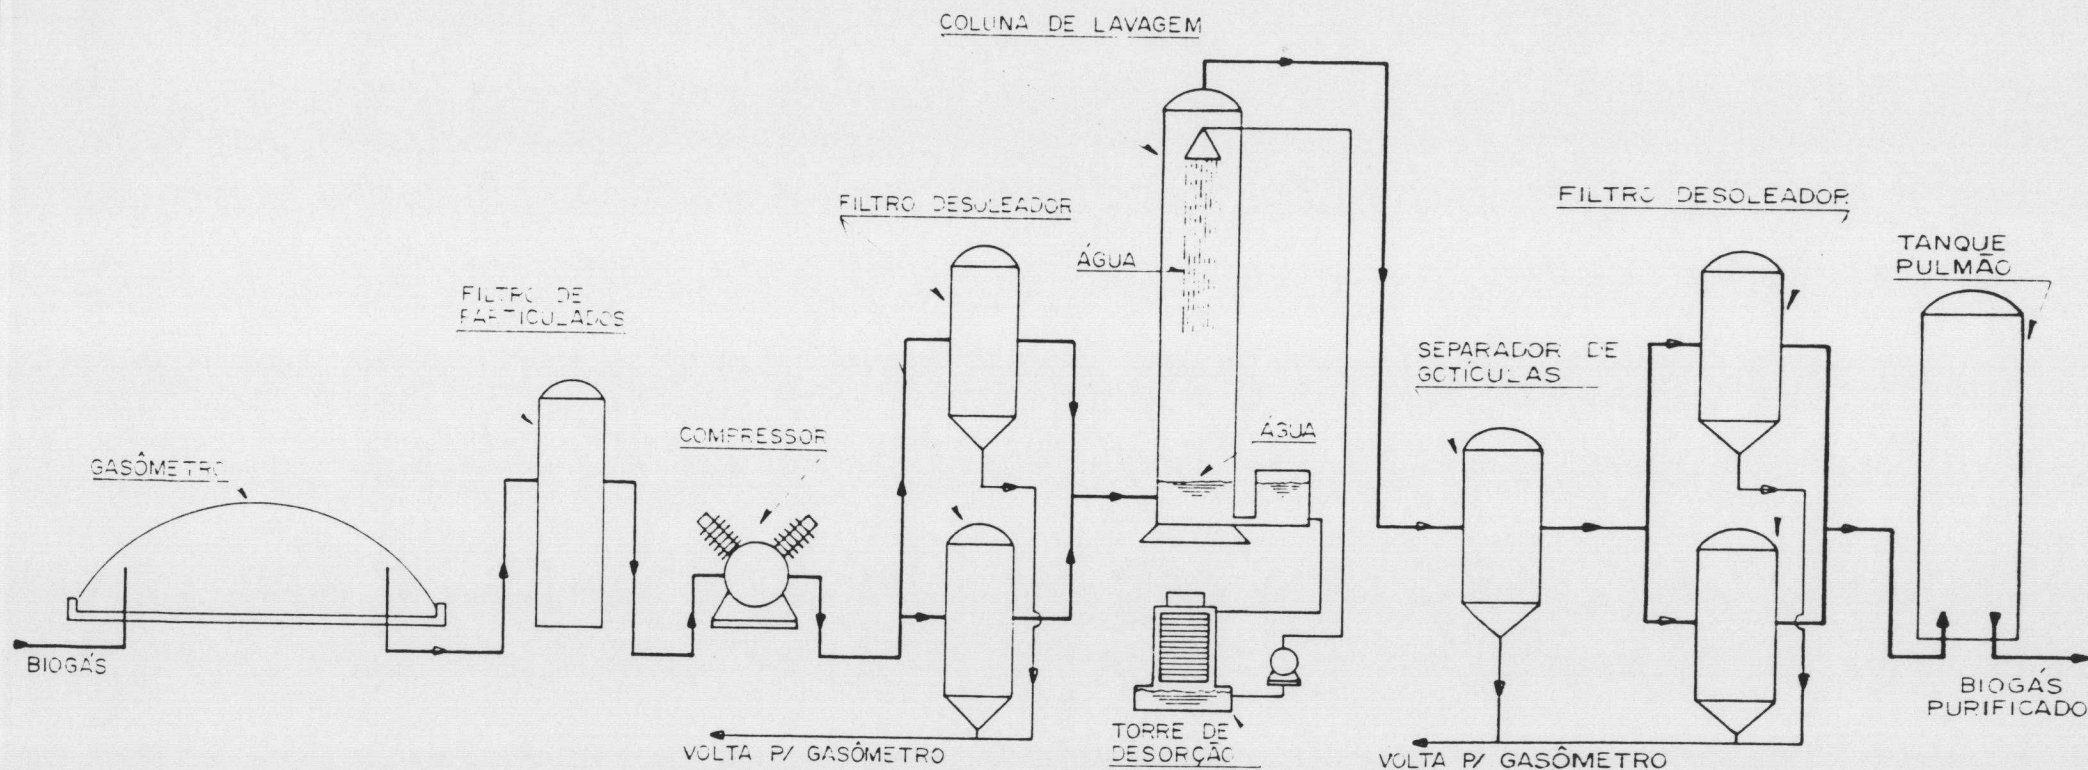 COLUNA DE LAVAGEM
FILTRO DESOLEADOR
FILTRO DESOLEADOR
ÁGUA
TANQUE
PULMÃO
FILTRO DE
PARTICULADOS
SEPARADOR DE
GOTÍCULAS
COMPRESSOR
ÁGUA
GASÔMETRO
BIOGÁS
BIOGÁS
PURIFICADO
TORRE DE
DESORÇÃO
VOLTA P/ GASÔMETRO
VOLTA P/ GASÔMETRO